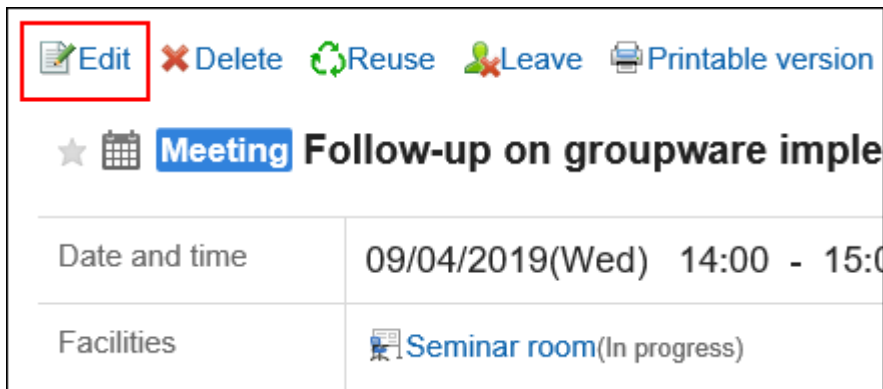 Edit Delete Reuse Leave Printable version
Meeting Follow-up on groupware imple
Date and time 09/04/2019(Wed) 14:00 - 15:0
Facilities Seminar room(In progress)